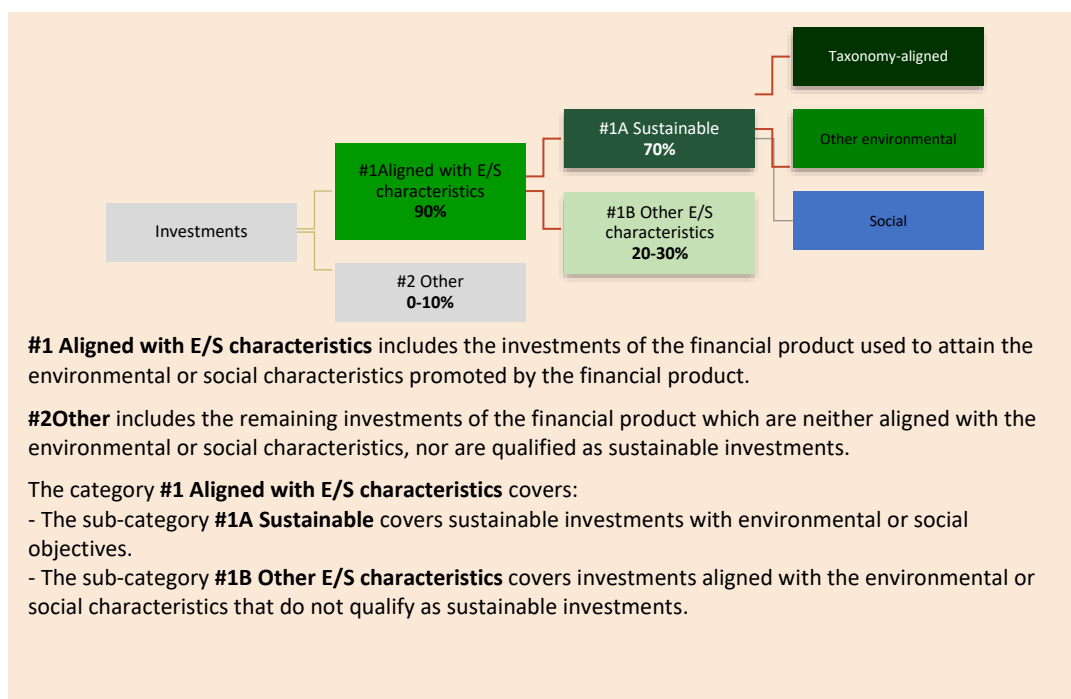 Taxonomy-aligned
#1A Sustainable
70%
Other environmental
#1Aligned with E/S
characteristics
90%
#1B Other E/S
characteristics
20-30%
Social
Investments
#2 Other
0-10%
#1 Aligned with E/S characteristics includes the investments of the financial product used to attain the
environmental or social characteristics promoted by the financial product.
#2Other includes the remaining investments of the financial product which are neither aligned with the
environmental or social characteristics, nor are qualified as sustainable investments.
The category #1 Aligned with E/S characteristics covers:
- The sub-category #1A Sustainable covers sustainable investments with environmental or social
objectives.
- The sub-category #1B Other E/S characteristics covers investments aligned with the environmental or
social characteristics that do not qualify as sustainable investments.